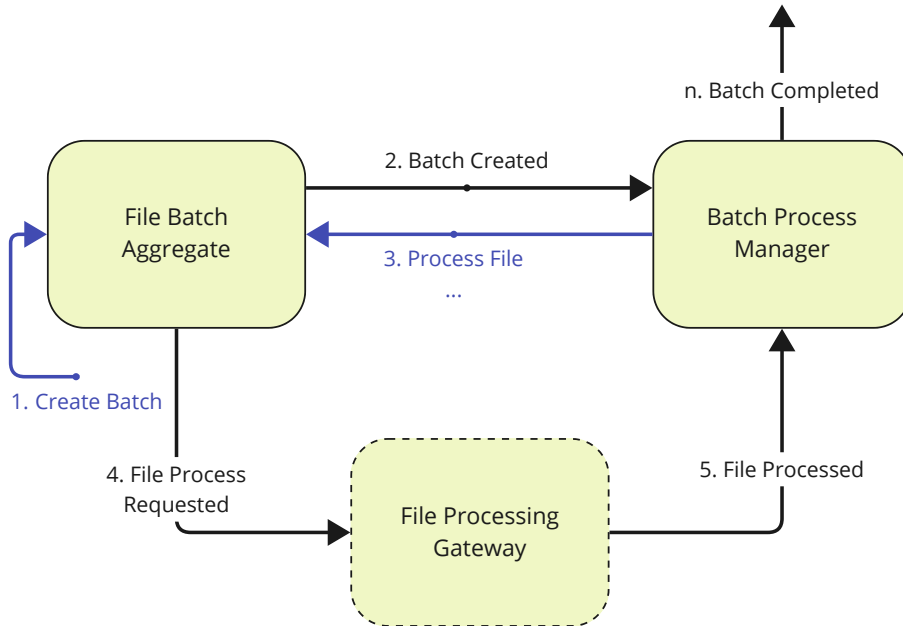 n. Batch Completed
2. Batch Created
File Batch
Aggregate
Batch Process
Manager
3. Process File
...
1. Create Batch
4. File Process
Requested
5. File Processed
File Processing
Gateway